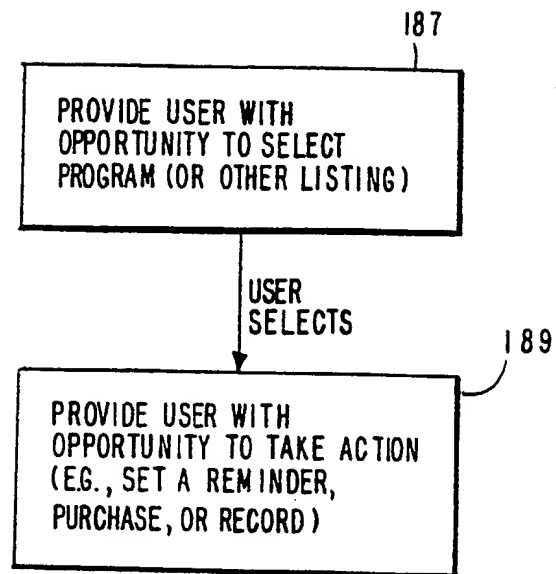 187
PROVIDE USER WITH
OPPORTUNITY TO SELECT
PROGRAM (OR OTHER LISTING)
USER
SELECTS
189
PROVIDE USER WITH
OPPORTUNITY TO TAKE ACTION
(E.G., SET A REMINDER,
PURCHASE, OR RECORD)